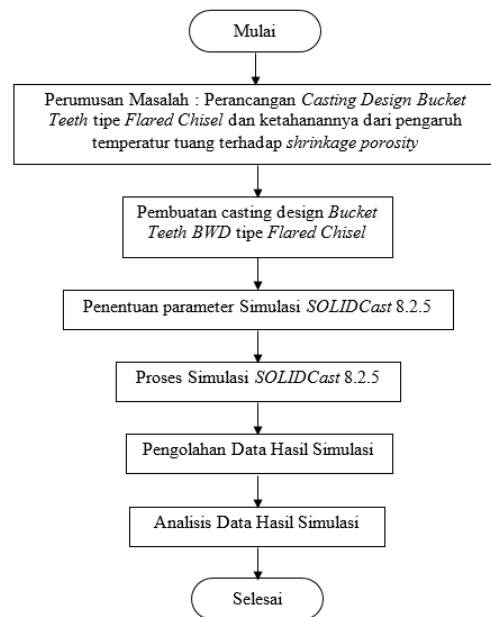 Mulai
Perumusan Masalah : Perancangan Casting Design Bucket
Teeth tipe Flared Chisel dan ketahanannya dari pengaruh
temperatur tuang terhadap shrinkage porosity
Pembuatan casting design Bucket
Teeth BWD tipe Flared Chisel
Penentuan parameter Simulasi SOLIDCast 8.2.5
Proses Simulasi SOLIDCast 8.2.5
Pengolahan Data Hasil Simulasi
Analisis Data Hasil Simulasi
Selesai